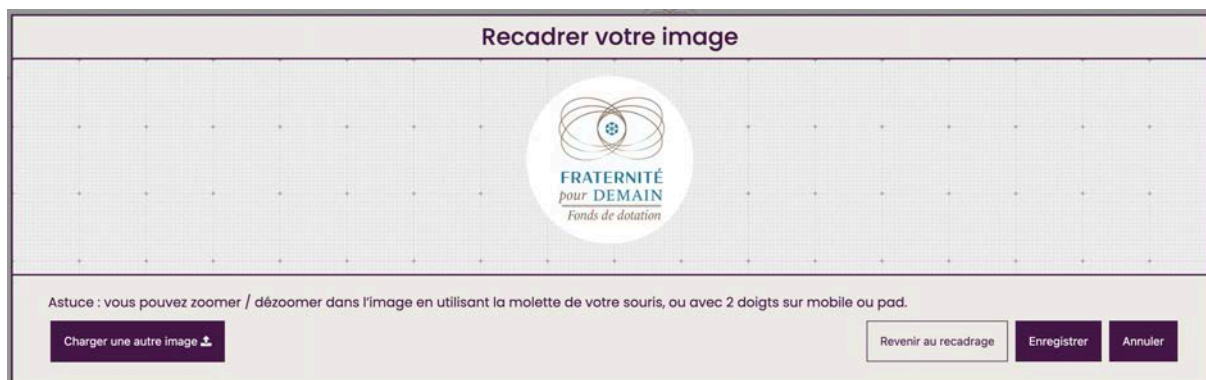 Recadrer votre image
FRATERNITÉ
pour DEMAIN
Fonds de dotation
Astuce : vous pouvez zoomer / dézoomer dans l'image en utilisant la molette de votre souris, ou avec 2 doigts sur mobile ou pad.
Charger une autre image
Revenir au recadrage
Enregistrer
Annuler